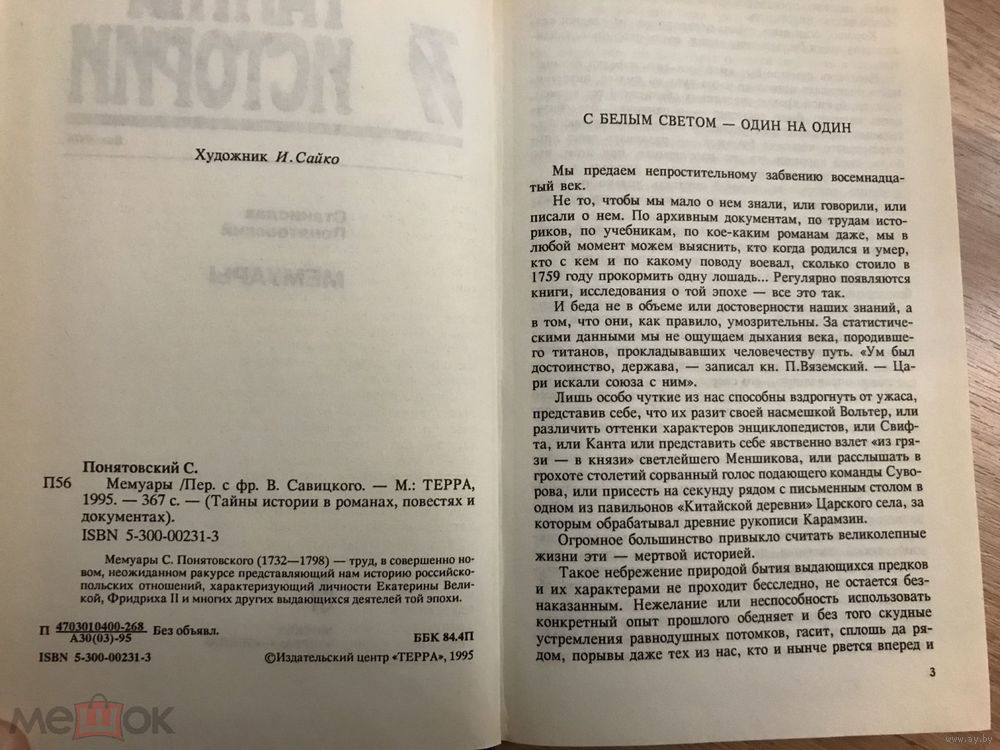 Художник И. Сайко
Понятовский С.
П56 Мемуары /Пер. с фр. В. Савицкого. — М.: ТЕРРА,
1995. — 367 с. — (Тайны истории в романах, повестях и
документах).
ISBN 5-300-00231-3
Мемуары С. Понятовского (1732—1798) — труд, в совершенно но-
вом, неожиданном ракурсе представляющий нам историю российско-
польских отношений, характеризующий личности Екатерины Вели-
кой, Фридриха II и многих других выдающихся деятелей той эпохи.
П 4703010400-268 Без объявл.
А30(03)-95
ББК 84.4П
ISBN 5-300-00231-3
©Издательский центр «ТЕРРА», 1995
С БЕЛЫМ СВЕТОМ — ОДИН НА ОДИН
Мы предаем непростительному забвению восемнадца-
тый век.
Не то, чтобы мы мало о нем знали, или говорили, или
писали о нем. По архивным документам, по трудам исто-
риков, по учебникам, по кое-каким романам даже, мы в
любой момент можем выяснить, кто когда родился и умер,
кто с кем и по какому поводу воевал, сколько стоило в
1759 году прокормить одну лошадь... Регулярно появляются
книги, исследования о той эпохе — все это так.
И беда не в объеме или достоверности наших знаний, а
в том, что они, как правило, умозрительны. За статистиче-
скими данными мы не ощущаем дыхания века, породивше-
го титанов, прокладывавших человечеству путь. «Ум был
достоинство, держава, — записал кн. П.Вяземский. — Ца-
ри искали союза с ним».
Лишь особо чуткие из нас способны вздрогнуть от ужаса,
представив себе, что их разит своей насмешкой Вольтер, или
различить оттенки характеров энциклопедистов, или Свиф-
та, или Канта или представить себе явственно взлет «из гря-
зи — в князи» светлейшего Меншикова, или расслышать в
грохоте столетий сорванный голос подающего команды Суво-
рова, или присесть на секунду рядом с письменным столом в
одном из павильонов «Китайской деревни» Царского села, за
которым обрабатывал древние рукописи Карамзин.
Огромное большинство привыкло считать великолепные
жизни эти — мертвой историей.
Такое небрежение природой бытия выдающихся предков
и их характерами не проходит бесследно, не остается без-
наказанным. Нежелание или неспособность использовать
конкретный опыт прошлого обедняет и без того скудные
устремления равнодушных потомков, гасит, сплошь да ря-
дом, порывы даже тех из нас, кто и нынче рвется вперед и
3
мешок
www.ay.by